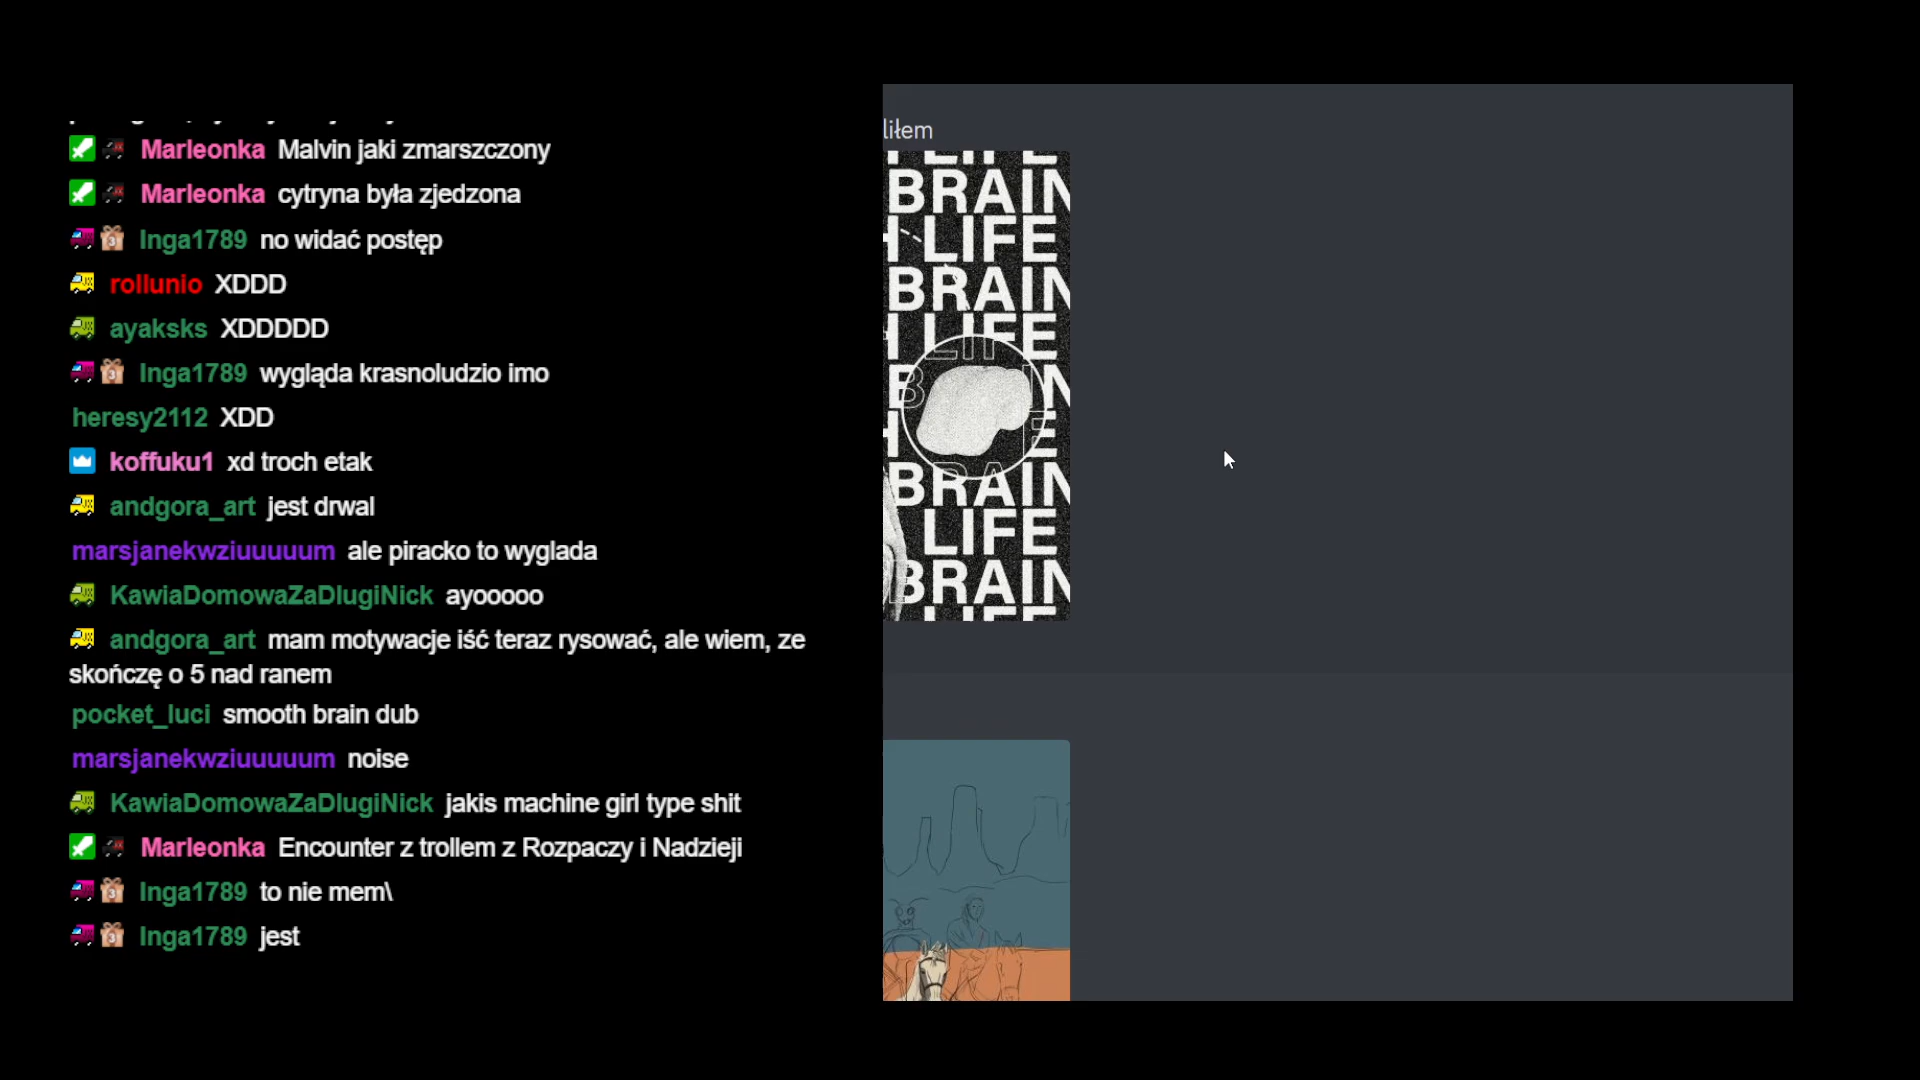 Marleonka Malvin jaki zmarszczony
Marleonka cytryna była zjedzona
Inga1789 no widać postęp
rollunio XDDD
ayaksks XDDDDD
Inga1789 wygląda krasnoludzio imo
heresy2112 XDD
koffuku1 xd troch etak
andgora_art jest drwal
marsjanekwziuuuuum ale piracko to wyglada
KawiaDomowaZaDlugiNick ayooooo
andgora_art mam motywacje iść teraz rysować, ale wiem, ze
skończę o 5 nad ranem
pocket_luci smooth brain dub
marsjanekwziuuuuum noise
KawiaDomowaZaDlugiNick jakis machine girl type shit
Marleonka Encounter z trollem z Rozpaczy i Nadzieji
Inga1789 to nie mem\
Inga1789 jest
liłem
LIFE
BRAIN
H LIFE
BRAIN
H LIFE
B IN
H E
BRAIN
LIFE
BRAIN
LIFE